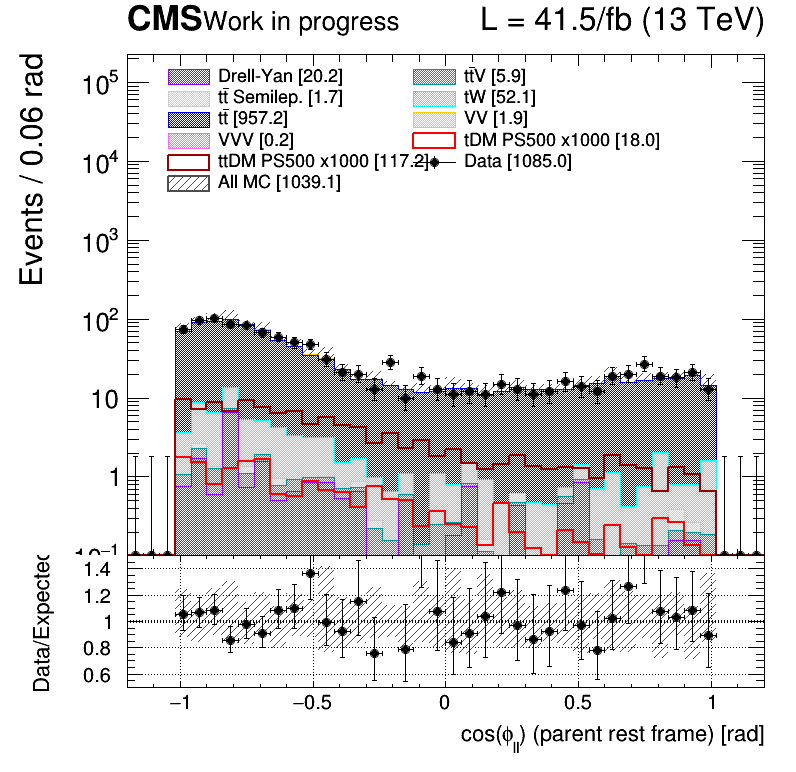 CMS Work in progress L = 41.5/fb (13 TeV)
Events / 0.06 rad
Drell-Yan [20.2] tt̄V [5.9]
tt̄ Semilep. [1.7] tW [52.1]
tt̄ [957.2] VV [1.9]
VVV [0.2] tDM PS500 x1000 [18.0]
ttDM PS500 x1000 [117.2] Data [1085.0]
All MC [1039.1]
10⁵
10⁴
10³
10²
10
1
10⁻¹
Data/Expected
1.4
1.2
1
0.8
0.6
−1 −0.5 0 0.5 1
cos(ϕ_ll) (parent rest frame) [rad]